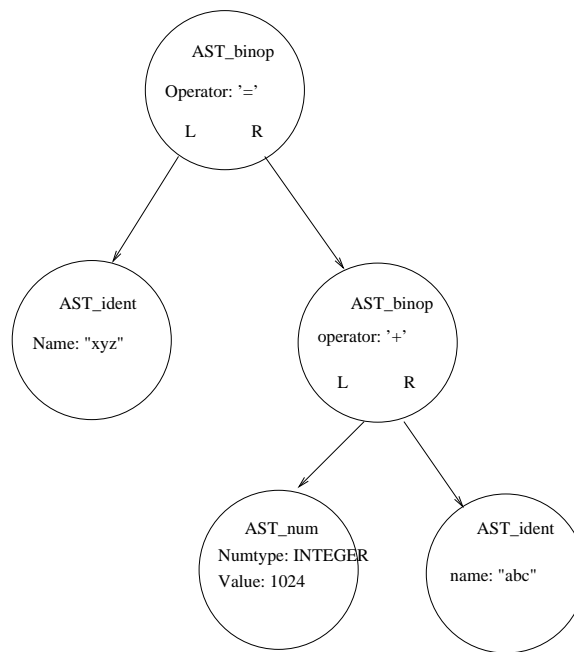 AST_binop
Operator: ’=’
L R
AST_ident
Name: "xyz"
AST_binop
operator: ’+’
L R
AST_num
Numtype: INTEGER
Value: 1024
AST_ident
name: "abc"